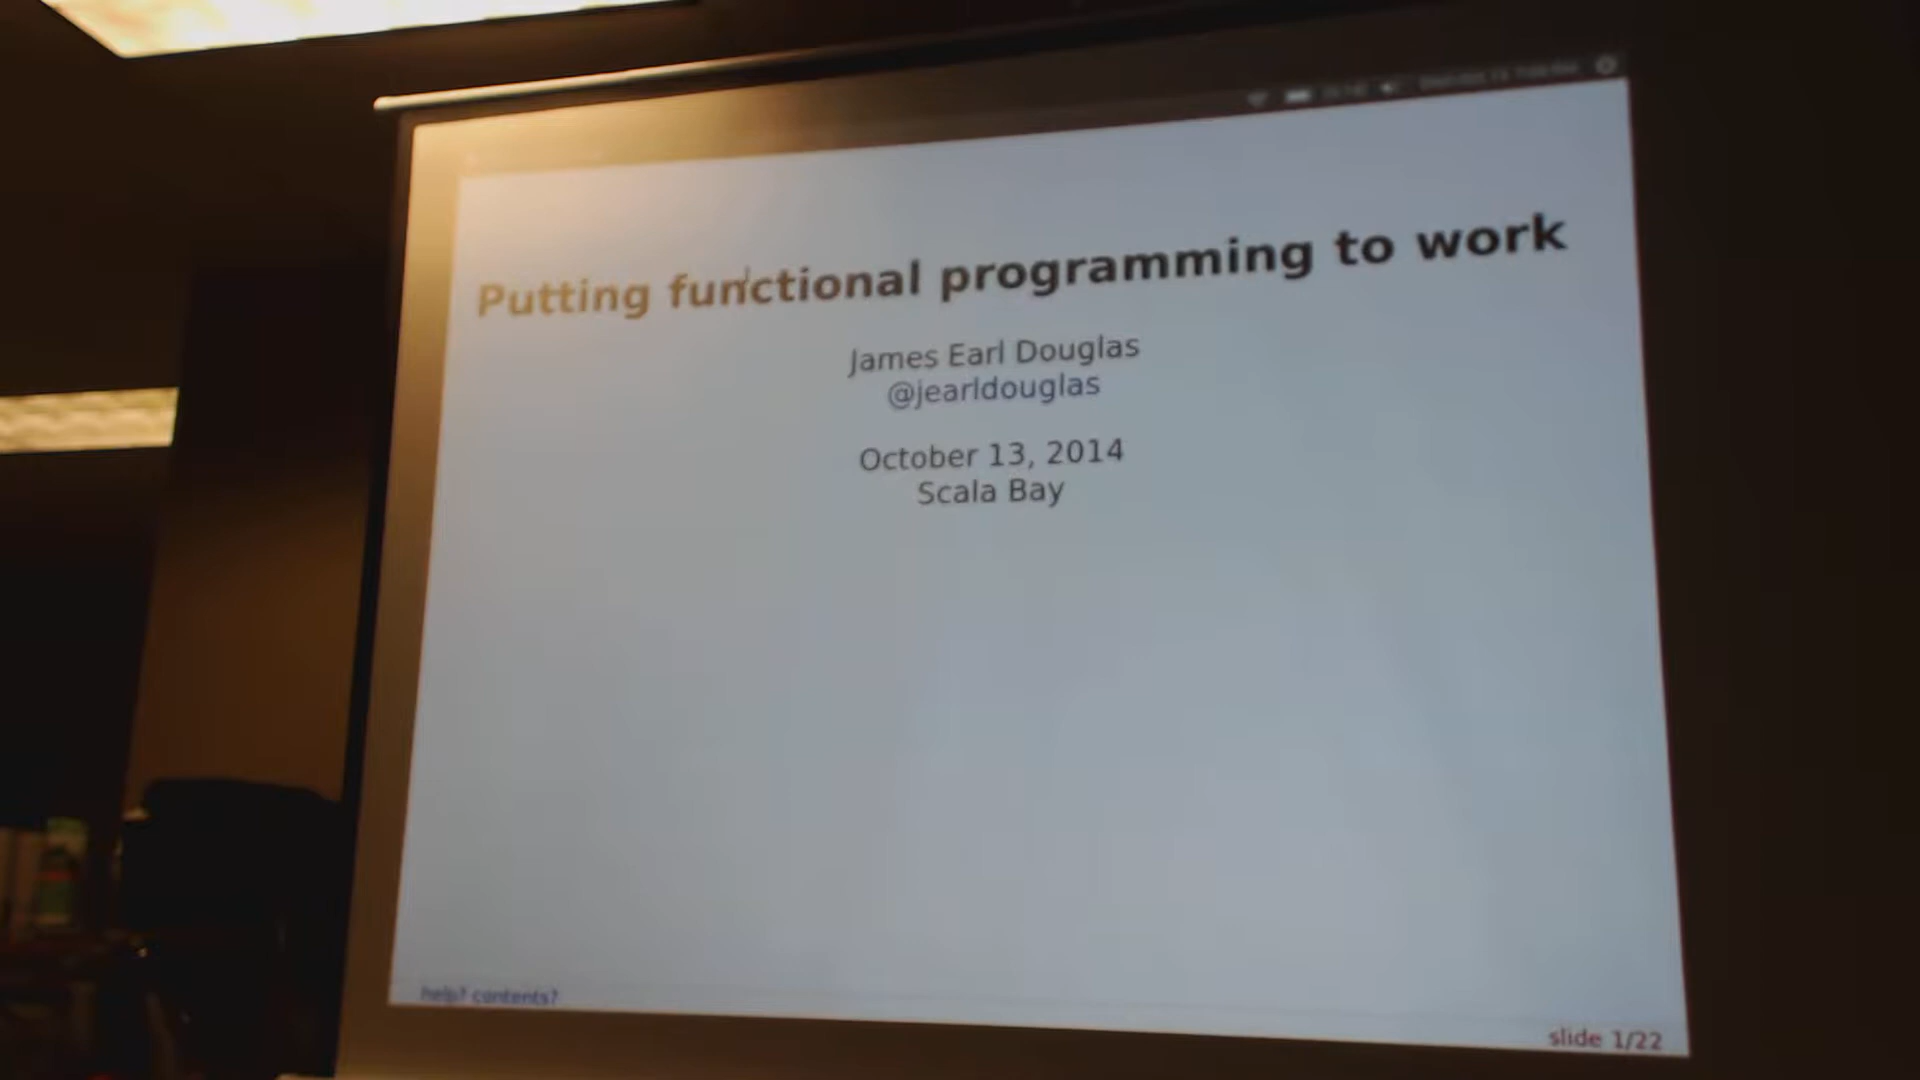 Putting functional programming to work
James Earl Douglas
@jearldouglas
October 13, 2014
Scala Bay
help? contents?
slide 1/22